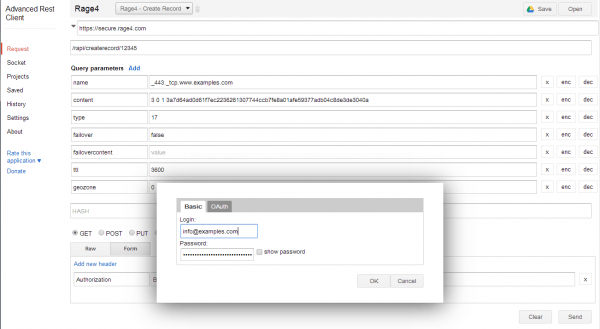 Advanced Rest Client
Rage4
Rage4 - Create Record
Save
Open
https://secure.rage4.com
/rapi/createrecord/12345
Request
Socket
Projects
Saved
History
Settings
About
Rate this application
Donate
Query parameters Add
name _443._tcp.www.examples.com x enc dec
content x enc dec
type 17 x enc dec
failover false x enc dec
failovercontent value x enc dec
ttl 3600 x enc dec
geozone 0 x enc dec
HASH
GET POST PUT
Raw Form
Add new header
Authorization x
Clear Send
Basic OAuth
Login:
info@examples.com
Password:
show password
OK Cancel